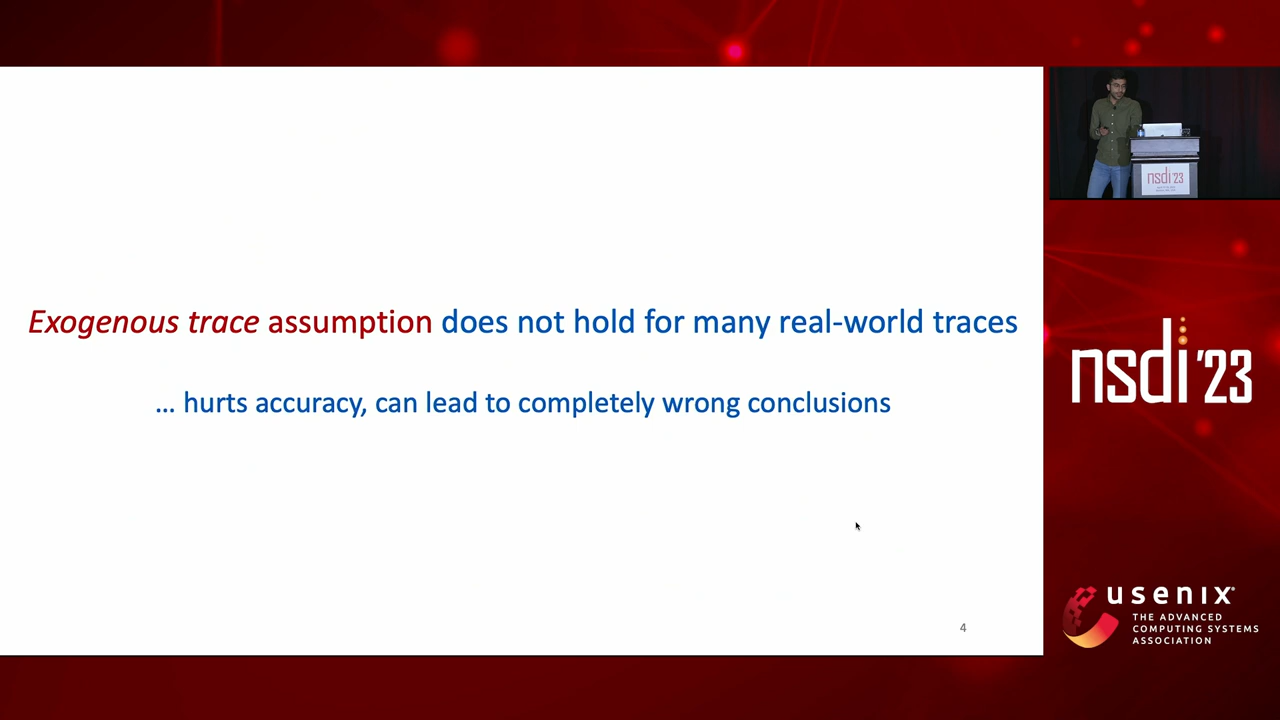 Exogenous trace assumption does not hold for many real-world traces
... hurts accuracy, can lead to completely wrong conclusions
4
nsdi '23
nsdi '23
usenix
THE ADVANCED
COMPUTING SYSTEMS
ASSOCIATION